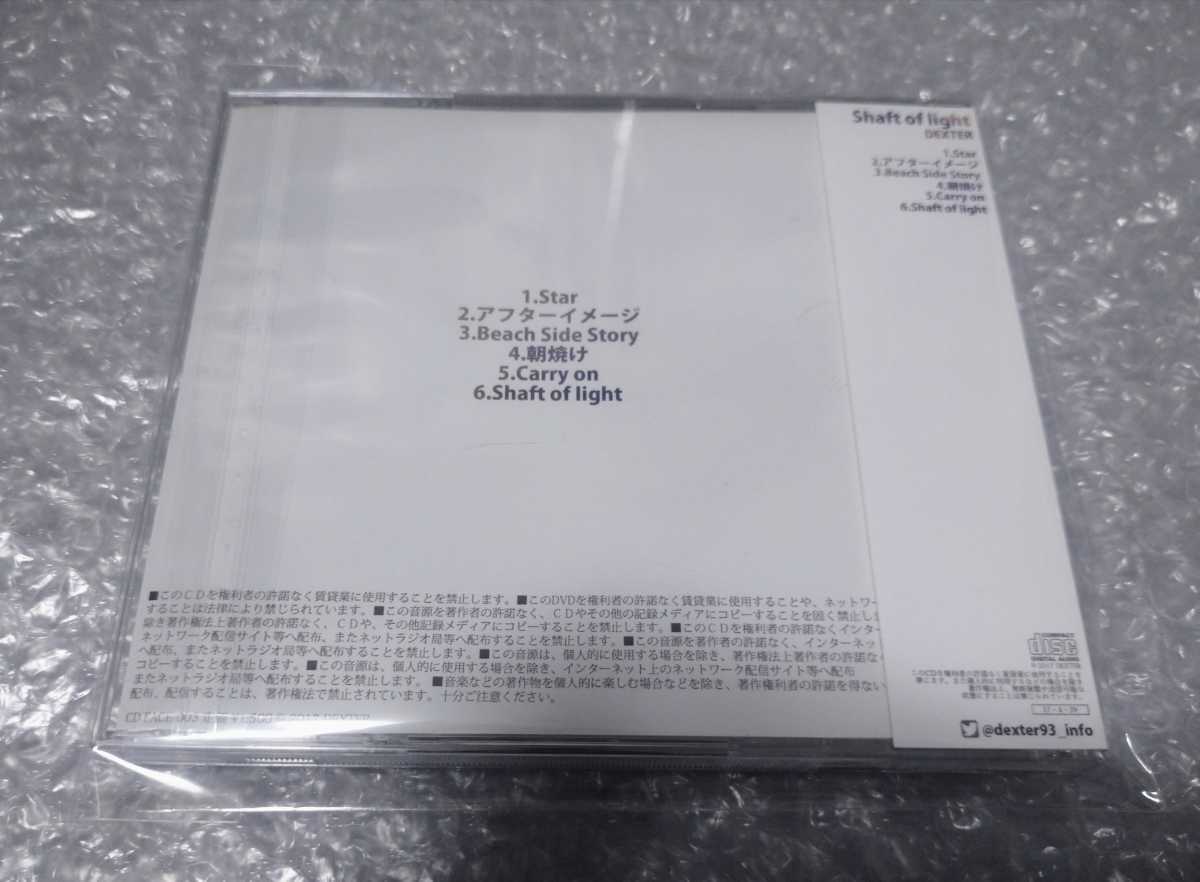 1.Star
2.アフターイメージ
3.Beach Side Story
4.朝焼け
5.Carry on
6.Shaft of light
■このＣＤを権利者の許諾なく賃貸業に使用することを禁止します。■このDVDを権利者の許諾なく賃貸業に使用することや、ネットワー
することは法律により禁じられています。■この音源を著作者の許諾なく、ＣＤやその他の記録メディアにコピーすることを固く禁止しま
除き著作権法上著作者の許諾なく、ＣＤや、その他記録メディアにコピーすることを禁止します。■このＣＤを権利者の許諾なくインター
ネットワーク配信サイト等へ配布、またネットラジオ局等へ配布することを禁止します。■この音源を著作者の許諾なく、インターネット
へ配布、またネットラジオ局等へ配布することを禁止します。■この音源は、個人的に使用する場合を除き、著作権法上著作者の許諾な
コピーすることを禁止します。■この音源は、個人的に使用する場合を除き、インターネット上のネットワーク配信サイト等へ配布
またネットラジオ局等へ配布することを禁止します。■音楽などの著作物を個人的に楽しむ場合などを除き、著作権利者の許諾を得ない
配布、配信することは、著作権法で禁止されています。十分ご注意ください。
Shaft of light
DEXTER
1.Star
2.アフターイメージ
3.Beach Side Story
4.朝焼け
5.Carry on
6.Shaft of light
COMPACT
disc
DIGITAL AUDIO
@dexter93_info